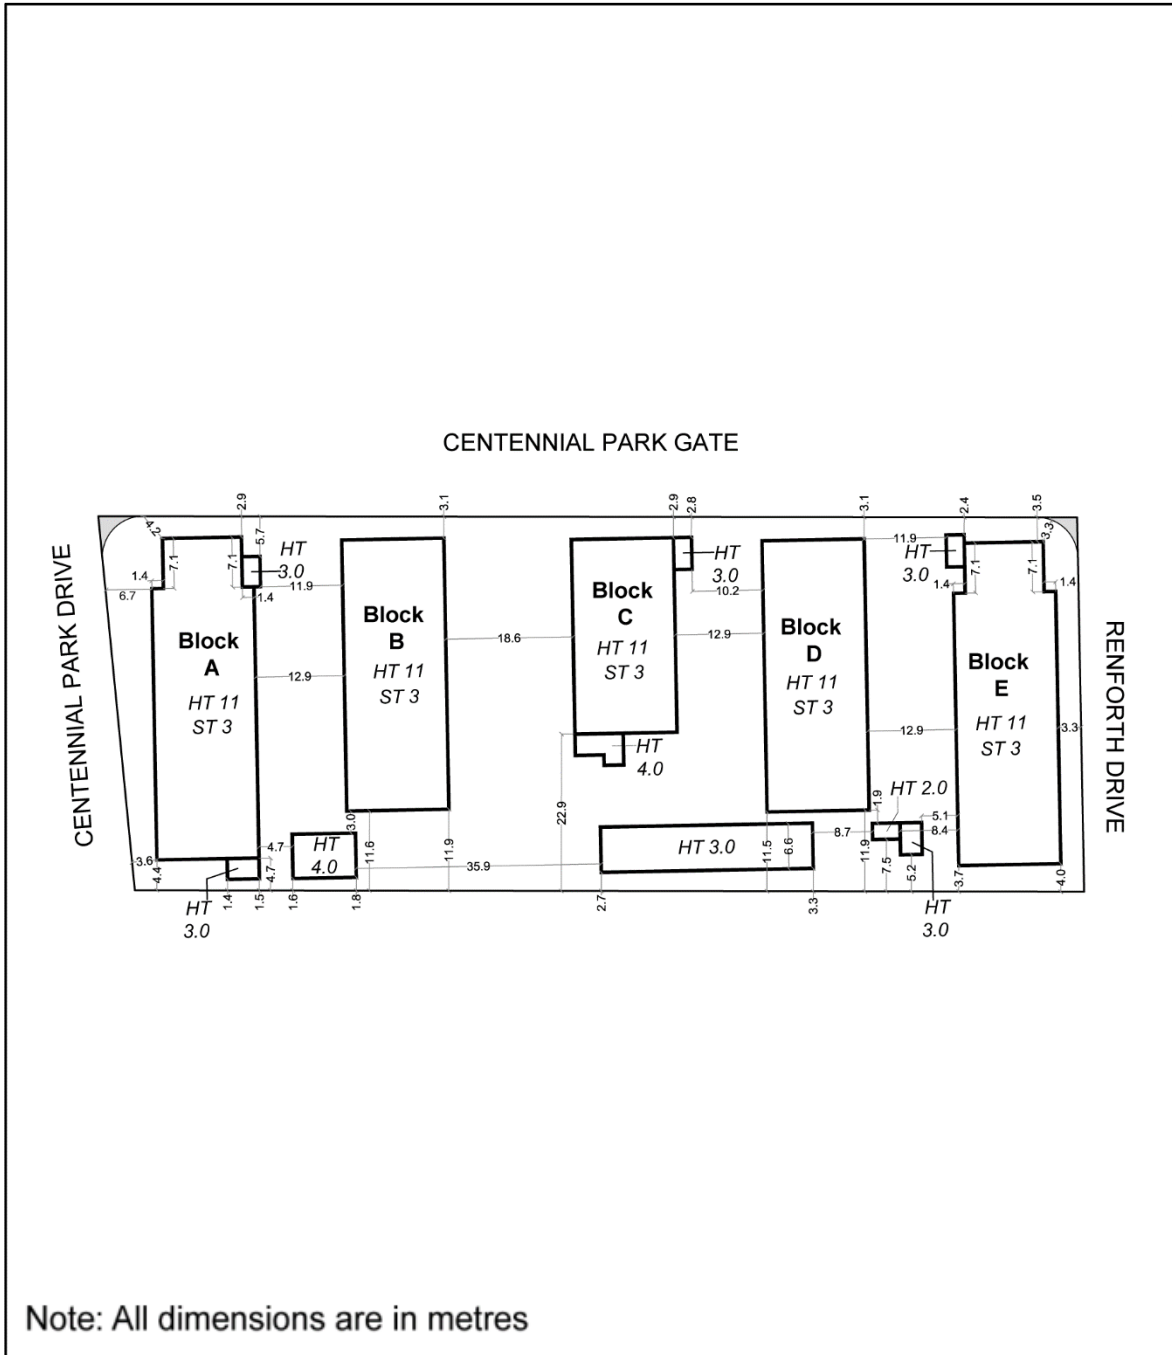 CENTENNIAL PARK GATE
2.9
3.1
2.9
2.8
3.1
2.4
3.5
4.2
5.7
3.3
CENTENNIAL PARK DRIVE
RENFORTH DRIVE
7.1
7.1
HT
3.0
1.4
6.7
1.4
11.9
Block
A
HT 11
ST 3
12.9
Block
B
HT 11
ST 3
18.6
Block
C
HT 11
ST 3
HT
3.0
10.2
12.9
HT
4.0
22.9
Block
D
HT 11
ST 3
11.9
HT
3.0
7.1
7.1
1.4
1.4
Block
E
HT 11
ST 3
12.9
3.3
1.9
HT 2.0
5.1
8.4
8.7
3.0
4.7
HT
4.0
11.6
11.9
35.9
HT 3.0
11.5
6.6
11.9
7.5
5.2
3.7
4.0
3.6
4.4
4.7
HT
3.0
1.4
1.5
1.6
1.8
2.7
3.3
HT
3.0
Note: All dimensions are in metres